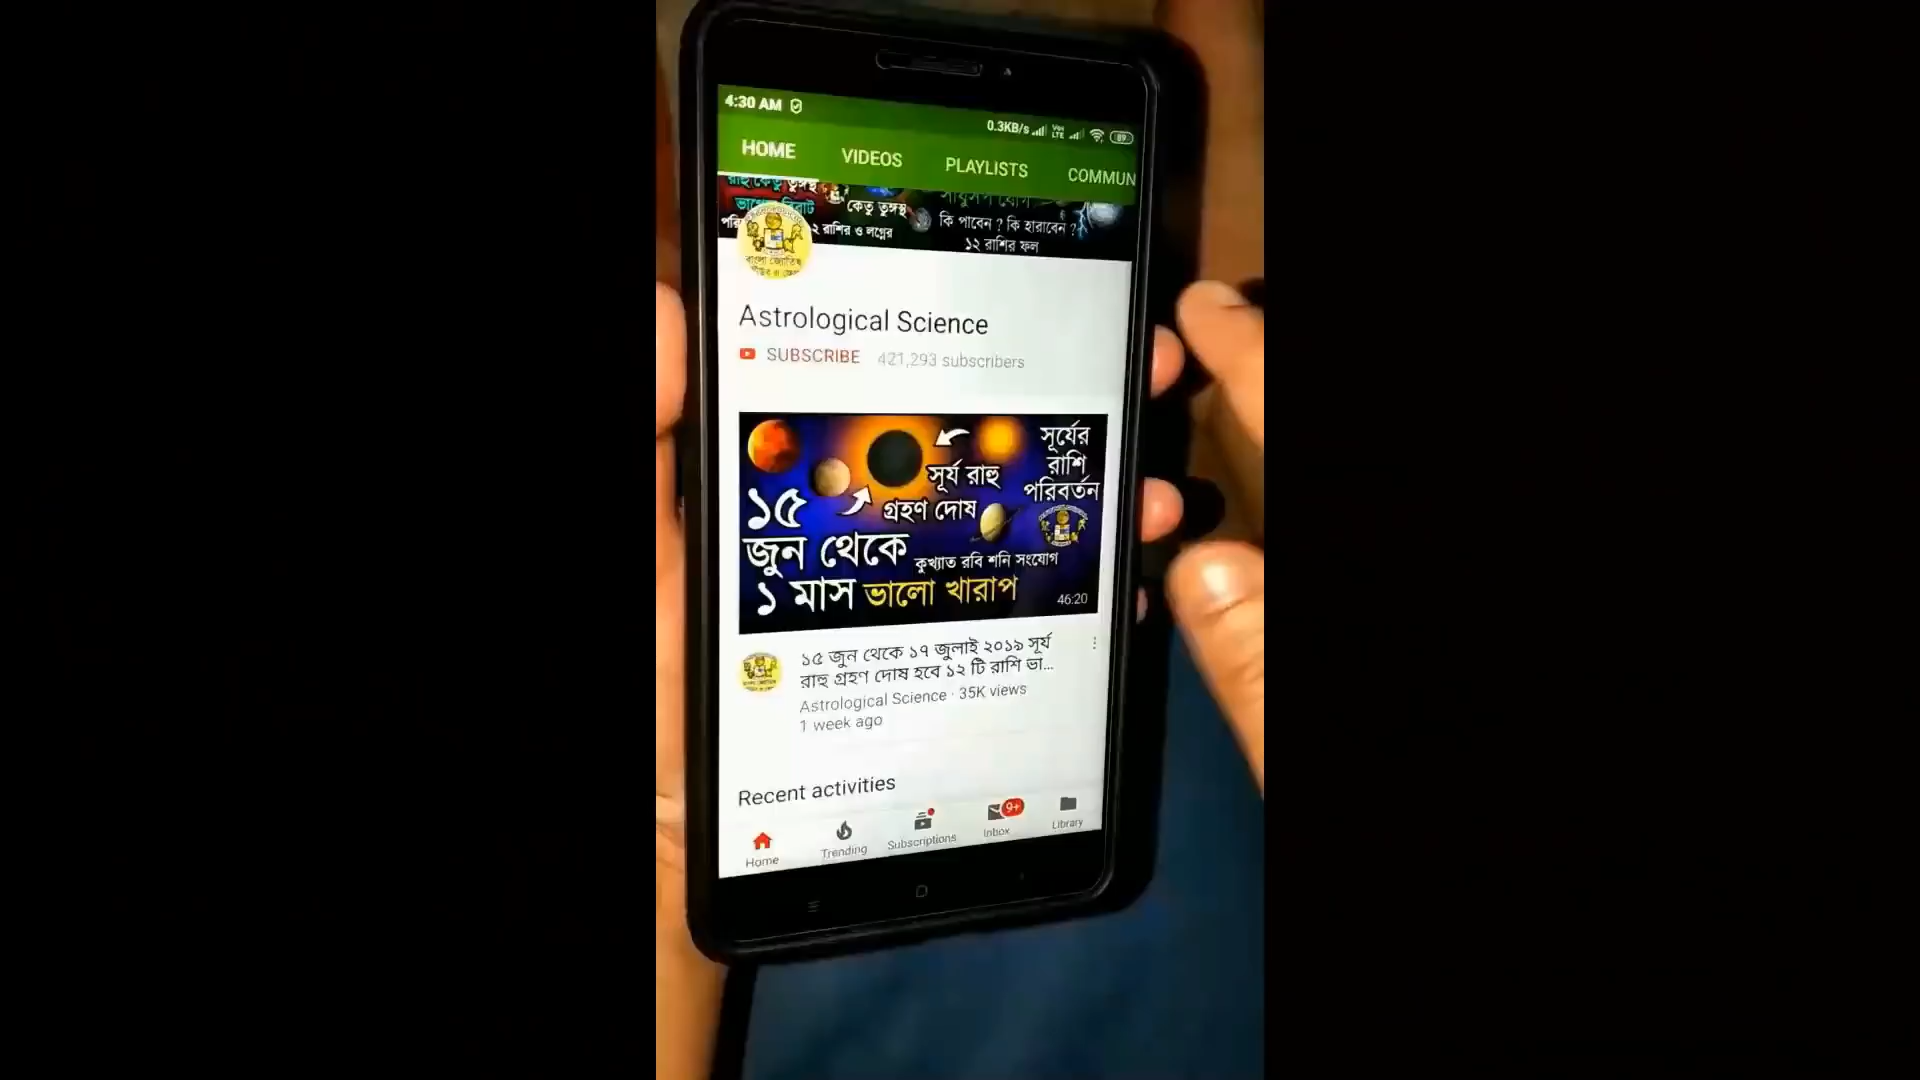 4:30 AM
0.3KB/s
89
HOME VIDEOS PLAYLISTS COMMUN
রাহু কেতু তুঙ্গস্থ
কেতু তুঙ্গস্থ
২ রাশির ও লগ্নের
কি পাবেন ? কি হারাবেন ?
১২ রাশির ফল
Astrological Science
SUBSCRIBE 421,293 subscribers
সূর্যের
রাশি
পরিবর্তন
সূর্য রাহু
গ্রহণ দোষ
১৫
জুন থেকে
কুখ্যাত রবি শনি সংযোগ
১ মাস ভালো খারাপ
46:20
১৫ জুন থেকে ১৭ জুলাই ২০১৯ সূর্য
রাহু গ্রহণ দোষ হবে ১২ টি রাশি ভা...
Astrological Science · 35K views
1 week ago
Recent activities
9+
Home Trending Subscriptions Inbox Library